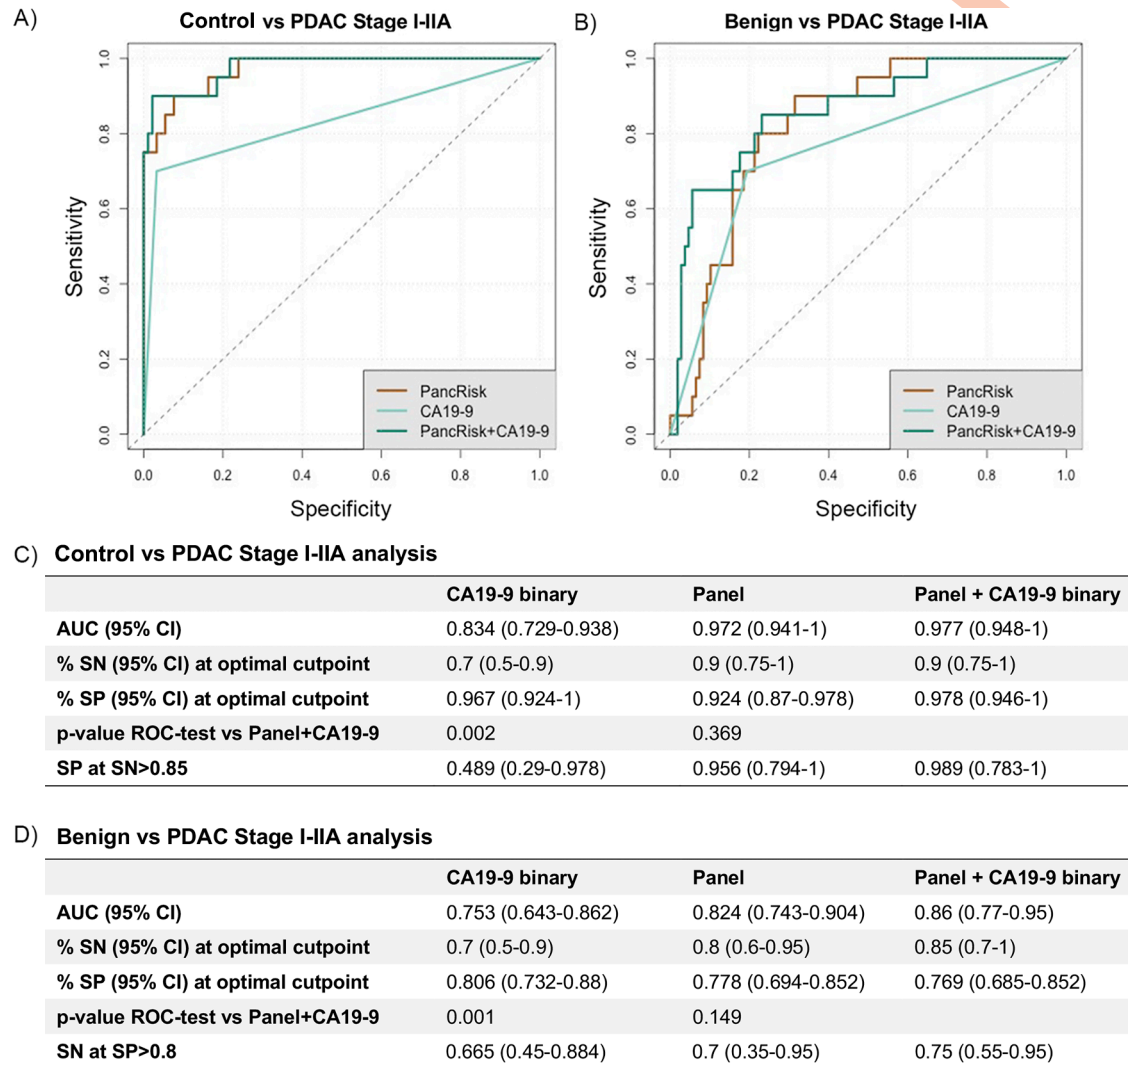 A) Control vs PDAC Stage I-IIA
B) Benign vs PDAC Stage I-IIA
Sensitivity
0.0 0.2 0.4 0.6 0.8 1.0
PancRisk
CA19-9
PancRisk+CA19-9
0.0 0.2 0.4 0.6 0.8 1.0
Specificity
Sensitivity
0.0 0.2 0.4 0.6 0.8 1.0
PancRisk
CA19-9
PancRisk+CA19-9
0.0 0.2 0.4 0.6 0.8 1.0
Specificity
C) Control vs PDAC Stage I-IIA analysis
CA19-9 binary Panel Panel + CA19-9 binary
AUC (95% CI) 0.834 (0.729-0.938) 0.972 (0.941-1) 0.977 (0.948-1)
% SN (95% CI) at optimal cutpoint 0.7 (0.5-0.9) 0.9 (0.75-1) 0.9 (0.75-1)
% SP (95% CI) at optimal cutpoint 0.967 (0.924-1) 0.924 (0.87-0.978) 0.978 (0.946-1)
p-value ROC-test vs Panel+CA19-9 0.002 0.369
SP at SN>0.85 0.489 (0.29-0.978) 0.956 (0.794-1) 0.989 (0.783-1)
D) Benign vs PDAC Stage I-IIA analysis
CA19-9 binary Panel Panel + CA19-9 binary
AUC (95% CI) 0.753 (0.643-0.862) 0.824 (0.743-0.904) 0.86 (0.77-0.95)
% SN (95% CI) at optimal cutpoint 0.7 (0.5-0.9) 0.8 (0.6-0.95) 0.85 (0.7-1)
% SP (95% CI) at optimal cutpoint 0.806 (0.732-0.88) 0.778 (0.694-0.852) 0.769 (0.685-0.852)
p-value ROC-test vs Panel+CA19-9 0.001 0.149
SN at SP>0.8 0.665 (0.45-0.884) 0.7 (0.35-0.95) 0.75 (0.55-0.95)